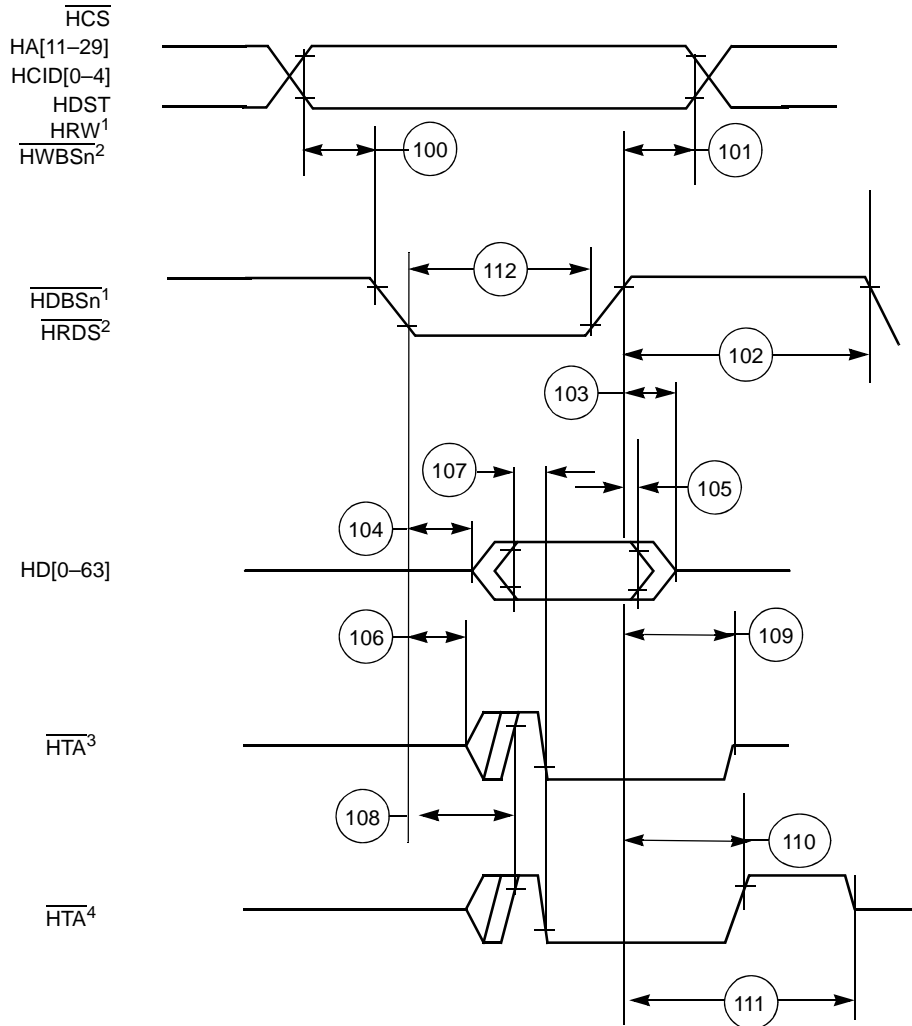 HCS
HA[11–29]
HCID[0–4]
HDST
HRW1
HWBSn2
100
101
112
HDBSn1
HRDS2
102
103
107
105
104
HD[0–63]
106
109
HTA3
108
110
HTA4
111